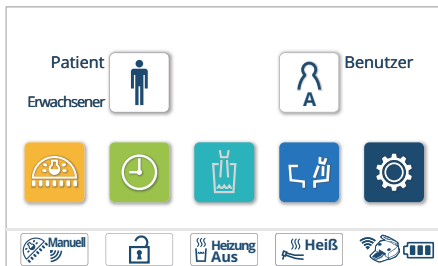 Patient
Benutzer
Erwachsener
A
Manuell
Heizung
Aus
Heiß